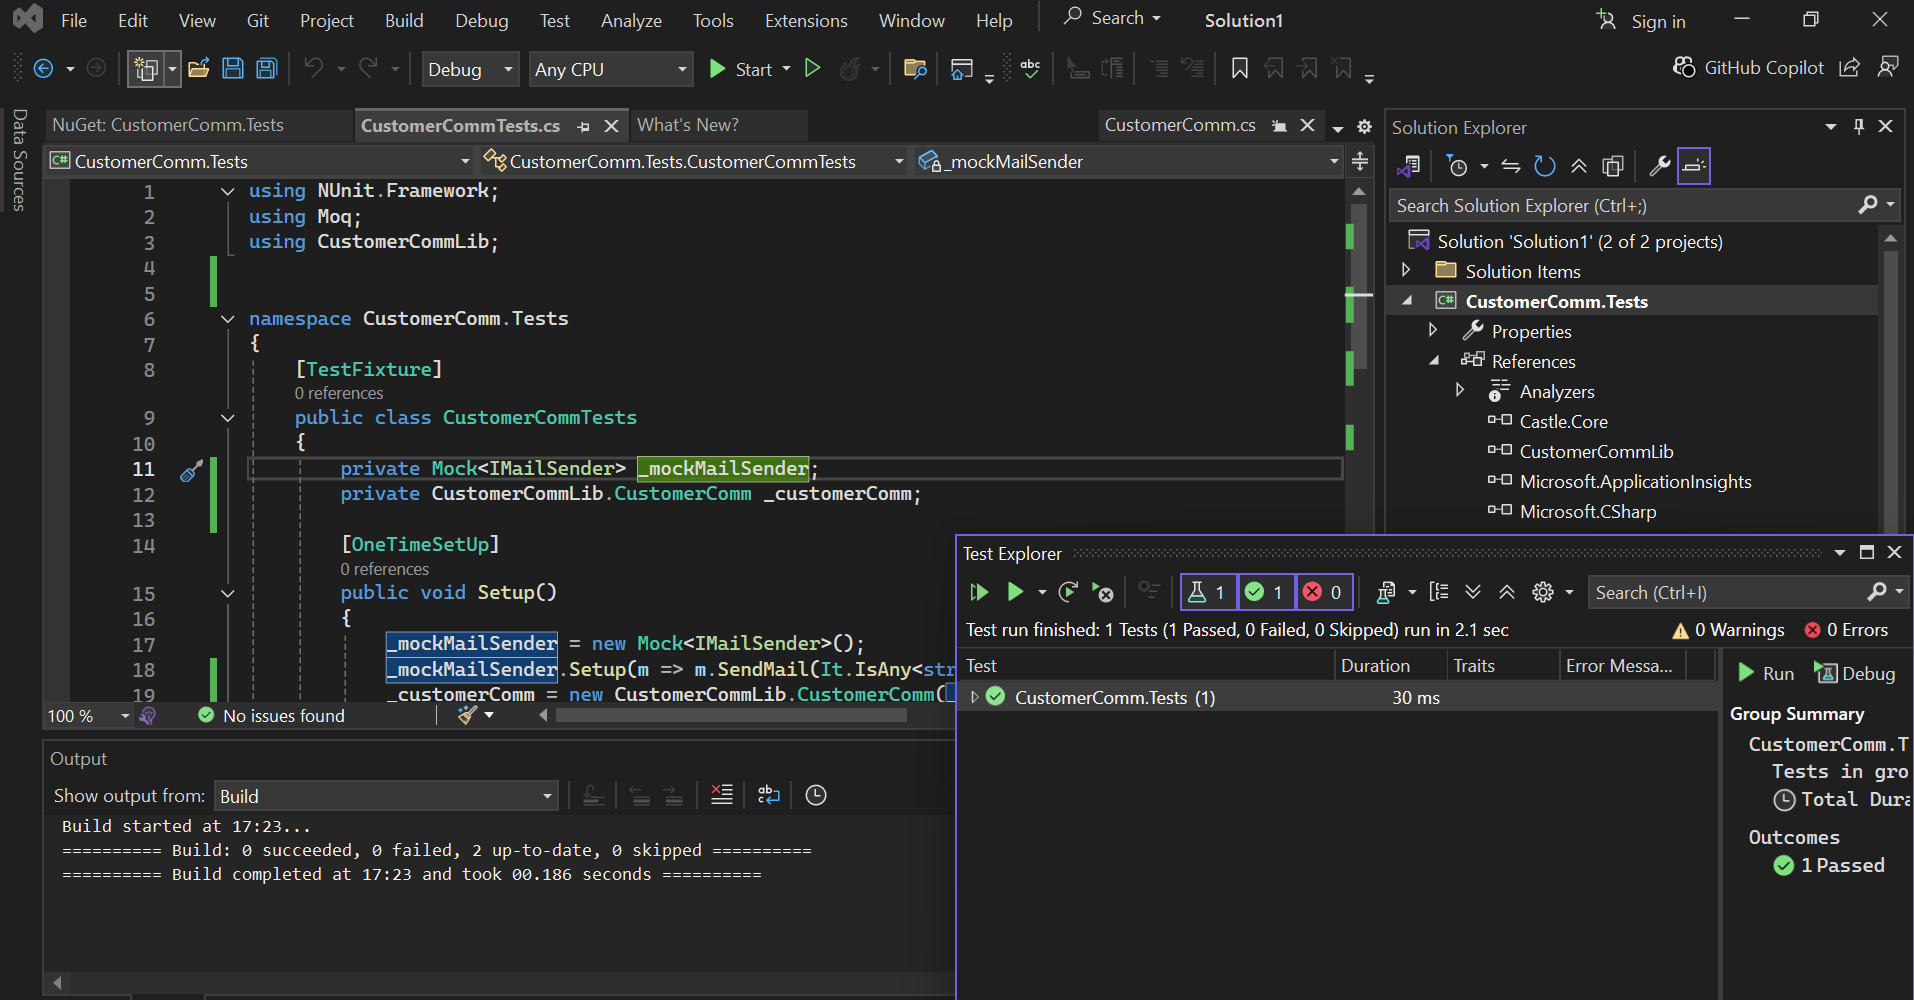 File Edit View Git Project Build Debug Test Analyze Tools Extensions Window Help Search Solution1 Sign in
Debug Any CPU Start abc GitHub Copilot
Data Sources
NuGet: CustomerComm.Tests CustomerCommTests.cs What's New? CustomerComm.cs
C# CustomerComm.Tests CustomerComm.Tests.CustomerCommTests _mockMailSender
1 using NUnit.Framework;
2 using Moq;
3 using CustomerCommLib;
4
5
6 namespace CustomerComm.Tests
7 {
8 [TestFixture]
0 references
9 public class CustomerCommTests
10 {
11 private Mock<IMailSender> _mockMailSender;
12 private CustomerCommLib.CustomerComm _customerComm;
13
14 [OneTimeSetUp]
0 references
15 public void Setup()
16 {
17 _mockMailSender = new Mock<IMailSender>();
18 _mockMailSender.Setup(m => m.SendMail(It.IsAny<str
19 _customerComm = new CustomerCommLib.CustomerComm(
100 % No issues found
Output
Show output from: Build ab
Build started at 17:23...
========== Build: 0 succeeded, 0 failed, 2 up-to-date, 0 skipped ==========
========== Build completed at 17:23 and took 00.186 seconds ==========
Solution Explorer
Search Solution Explorer (Ctrl+;)
Solution 'Solution1' (2 of 2 projects)
Solution Items
C# CustomerComm.Tests
Properties
References
Analyzers
Castle.Core
CustomerCommLib
Microsoft.ApplicationInsights
Microsoft.CSharp
Test Explorer
1 1 0 Search (Ctrl+I)
Test run finished: 1 Tests (1 Passed, 0 Failed, 0 Skipped) run in 2.1 sec 0 Warnings 0 Errors
Test Duration Traits Error Messa...
CustomerComm.Tests (1) 30 ms
Run Debug
Group Summary
CustomerComm.T
Tests in gro
Total Dura
Outcomes
1 Passed